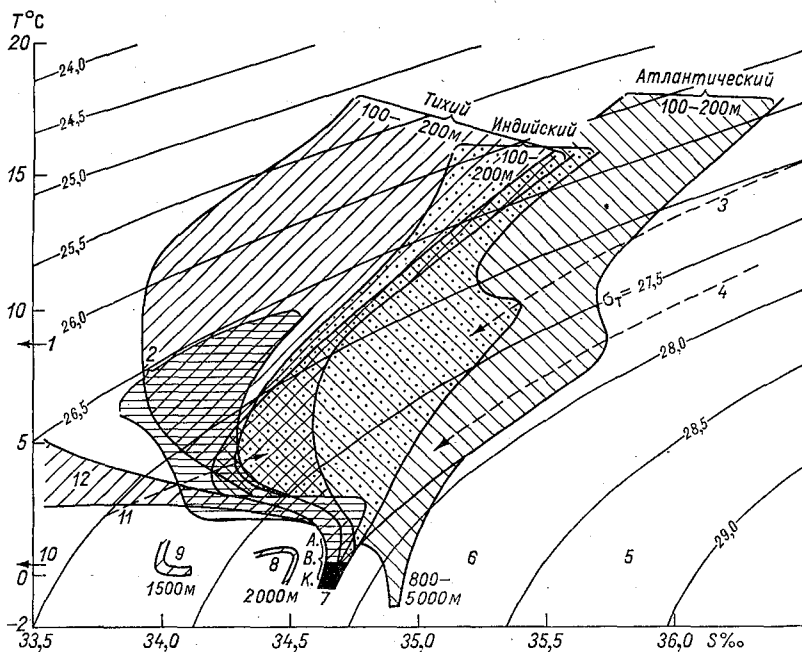 T°C
20
15
10
5
0
-2
24,0
24,5
25,0
25,5
26,0
26,5
Тихий
100-200м
Индийский
100-200м
Атлантический
100-200м
3
σT = 27,5
4
28,0
28,5
29,0
1
2
12
11
10
9
1500м
8
2000м
А.
В.
К.
7
800-5000м
6
5
33,5
34,0
34,5
35,0
35,5
36,0
S‰